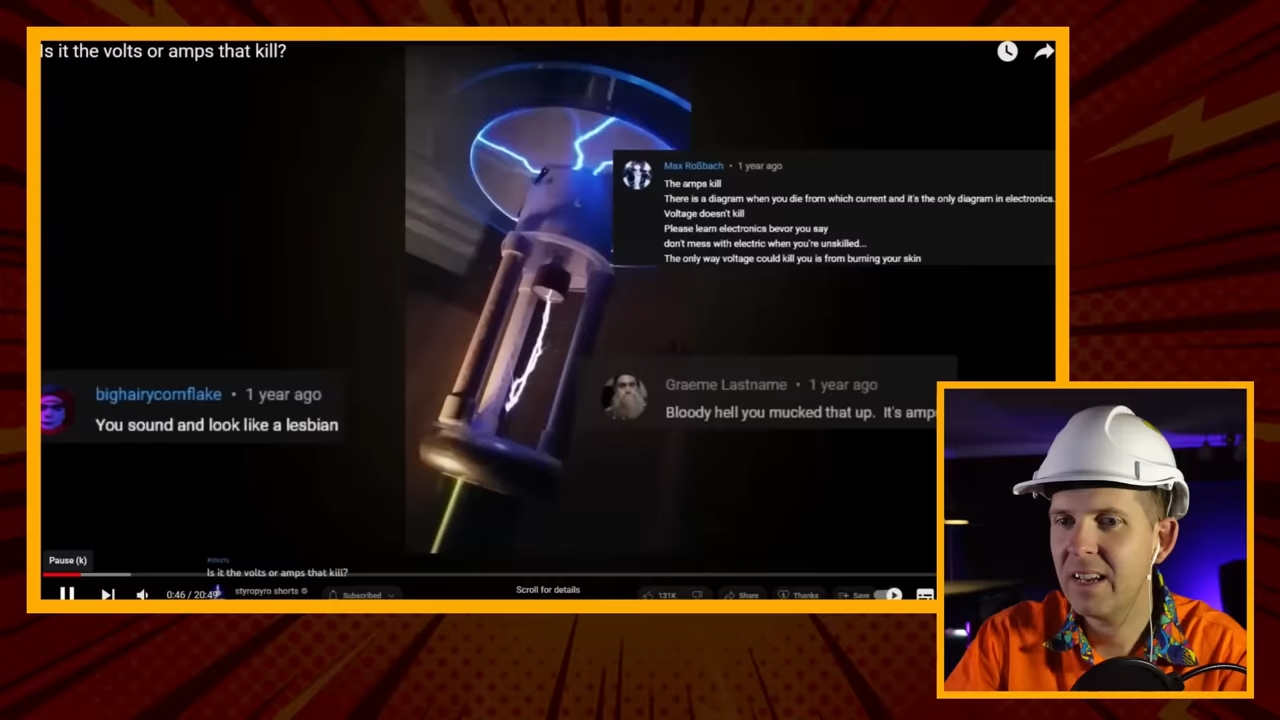 Is it the volts or amps that kill?
Max Roßbach • 1 year ago
The amps kill
There is a diagram when you die from which current and it's the only diagram in electronics.
Voltage doesn't kill
Please learn electronics bevor you say
don't mess with electric when you're unskilled...
The only way voltage could kill you is from burning your skin
bighairycornflake • 1 year ago
You sound and look like a lesbian
Graeme Lastname • 1 year ago
Bloody hell you mucked that up. It's amp
Pause (k)
#shorts
Is it the volts or amps that kill?
0:46 / 20:49
styropyro shorts
Subscribed
Scroll for details
131K
Share
Thanks
Save